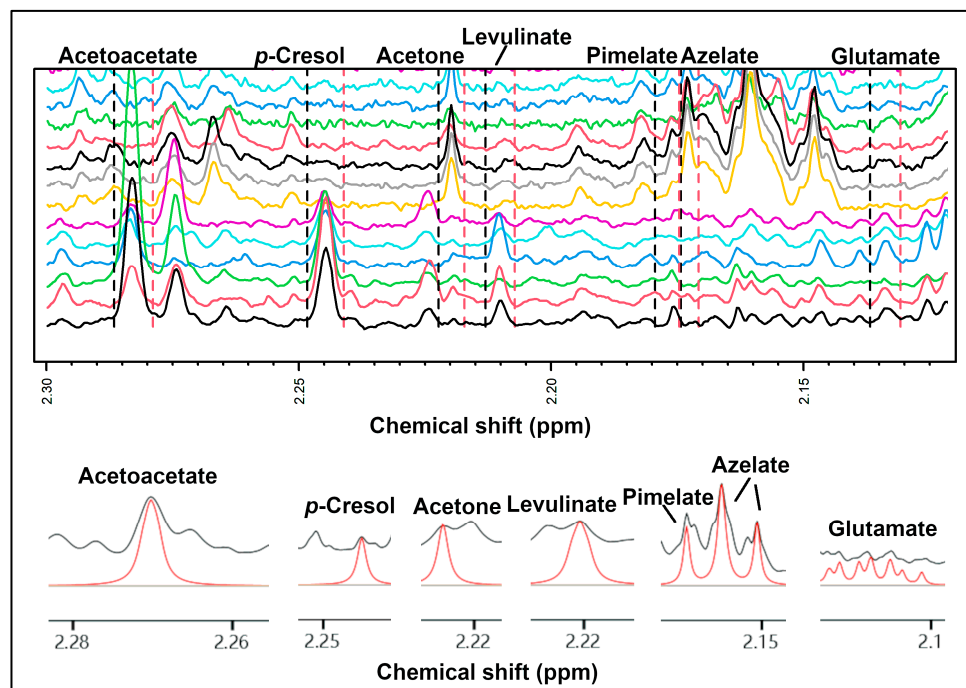 Levulinate
Acetoacetate p-Cresol Acetone Pimelate Azelate Glutamate
2.30 2.25 2.20 2.15
Chemical shift (ppm)
Azelate
Acetoacetate p-Cresol Acetone Levulinate Pimelate Glutamate
2.28 2.26 2.25 2.22 2.22 2.15 2.1
Chemical shift (ppm)